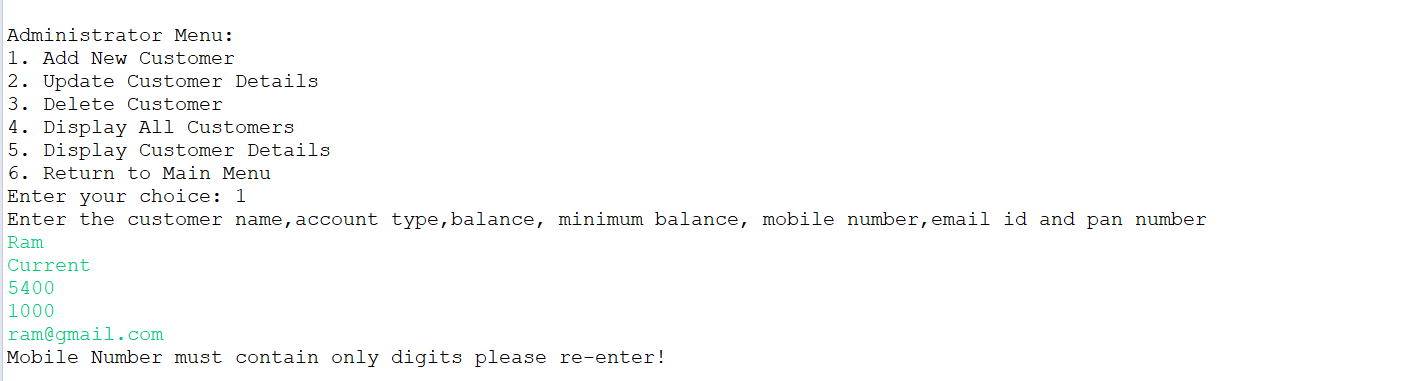 Administrator Menu:
1. Add New Customer
2. Update Customer Details
3. Delete Customer
4. Display All Customers
5. Display Customer Details
6. Return to Main Menu
Enter your choice: 1
Enter the customer name,account type,balance, minimum balance, mobile number,email id and pan number
Ram
Current
5400
1000
ram@gmail.com
Mobile Number must contain only digits please re-enter!